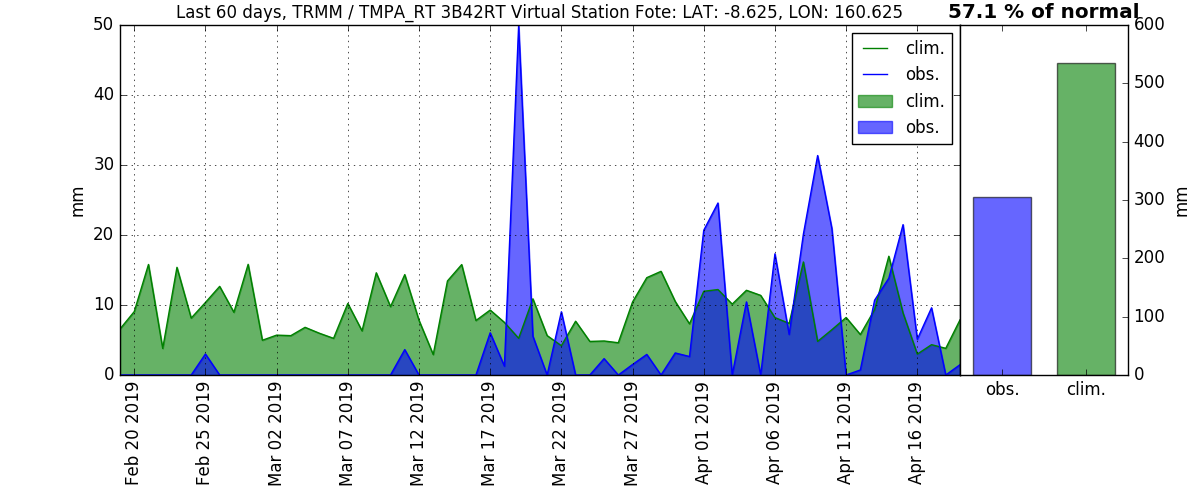 Last 60 days, TRMM / TMPA_RT 3B42RT Virtual Station Fote: LAT: -8.625, LON: 160.625
57.1 % of normal
50
40
30
20
10
0
mm
clim.
obs.
clim.
obs.
600
500
400
300
200
100
0
mm
obs.
clim.
Feb 20 2019
Feb 25 2019
Mar 02 2019
Mar 07 2019
Mar 12 2019
Mar 17 2019
Mar 22 2019
Mar 27 2019
Apr 01 2019
Apr 06 2019
Apr 11 2019
Apr 16 2019